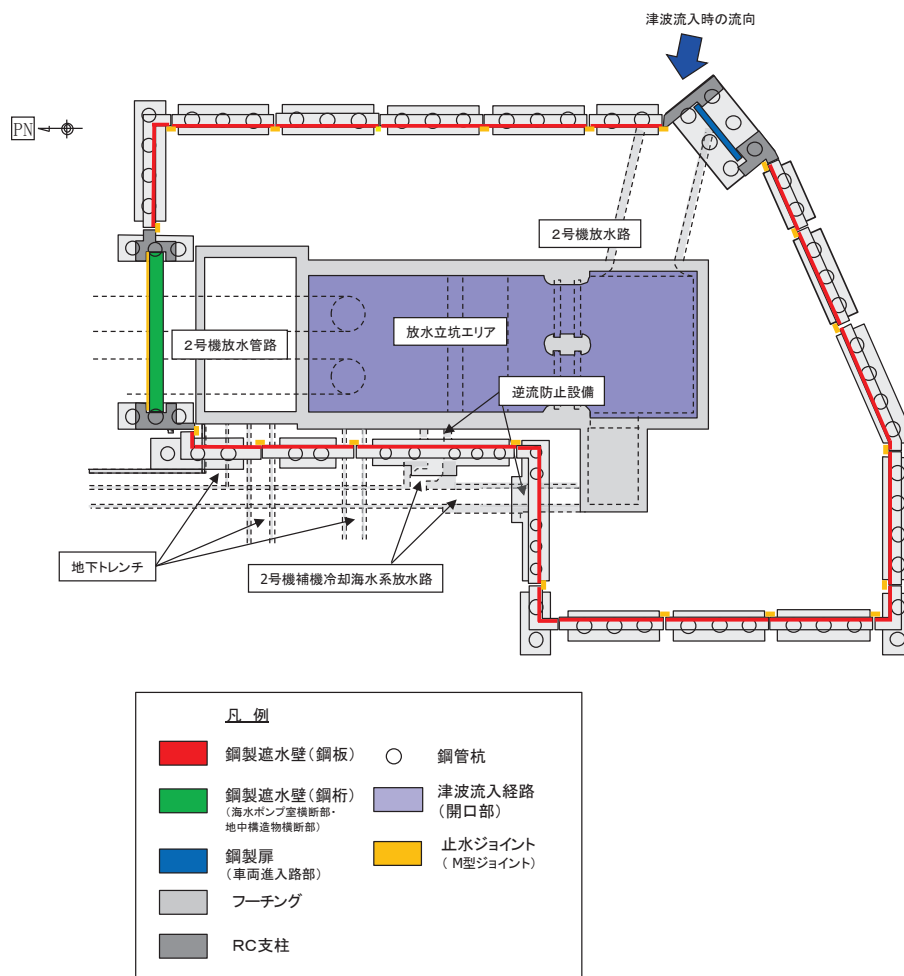 津波流入時の流向
PN
2号機放水路
2号機放水管路
放水立坑エリア
逆流防止設備
地下トレンチ
2号機補機冷却海水系放水路
凡 例
鋼製遮水壁(鋼板)
鋼管杭
鋼製遮水壁(鋼桁)
(海水ポンプ室横断部・
地中構造物横断部)
津波流入経路
(開口部)
鋼製扉
(車両進入路部)
止水ジョイント
( M型ジョイント)
フーチング
RC支柱